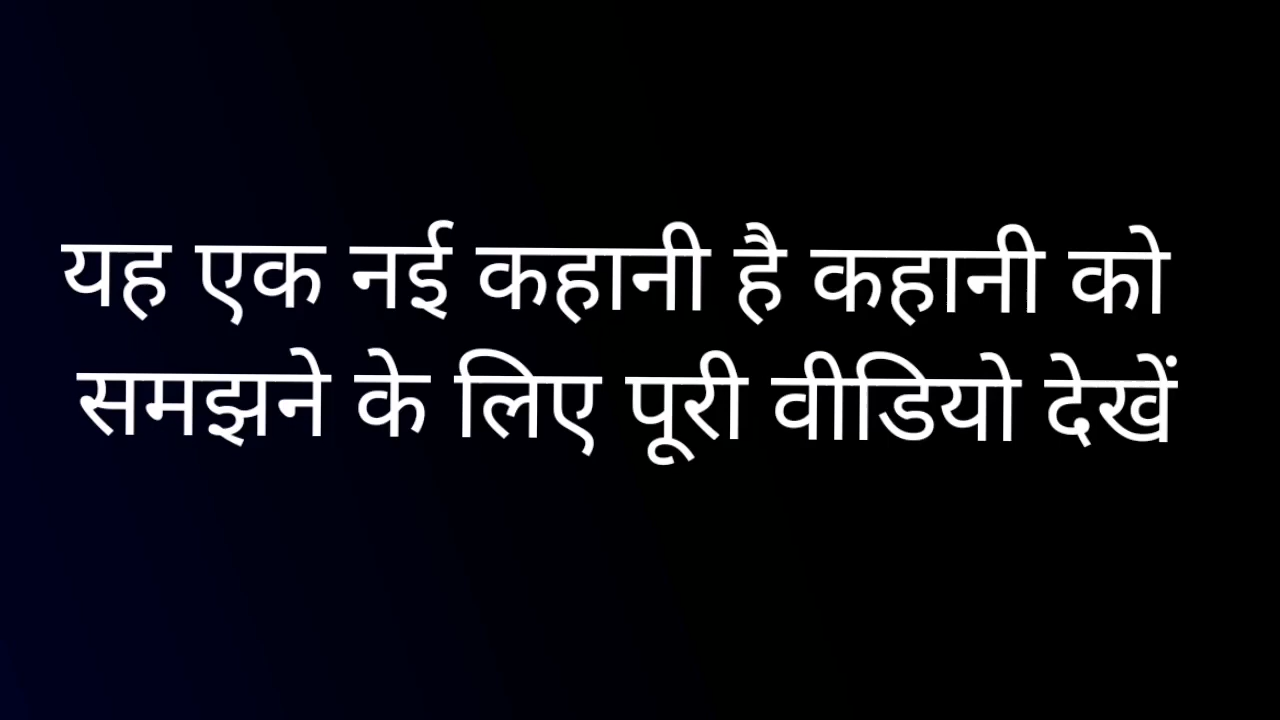 यह एक नई कहानी है कहानी को
समझने के लिए पूरी वीडियो देखें